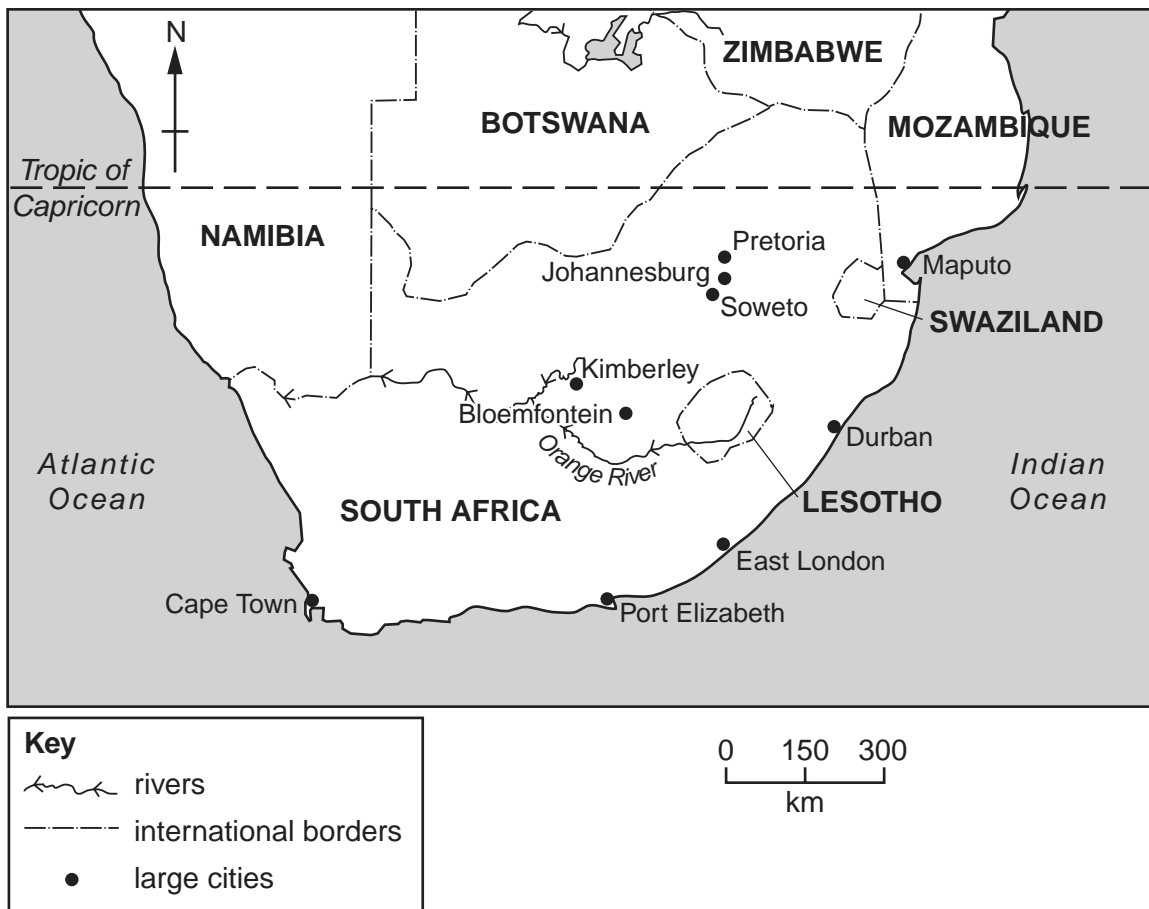 N
ZIMBABWE
BOTSWANA
MOZAMBIQUE
Tropic of
Capricorn
NAMIBIA
Pretoria
Johannesburg
Maputo
Soweto
SWAZILAND
Kimberley
Bloemfontein
Durban
Orange River
Atlantic
Ocean
Indian
Ocean
LESOTHO
SOUTH AFRICA
East London
Cape Town
Port Elizabeth
Key
rivers
international borders
large cities
0 150 300
km